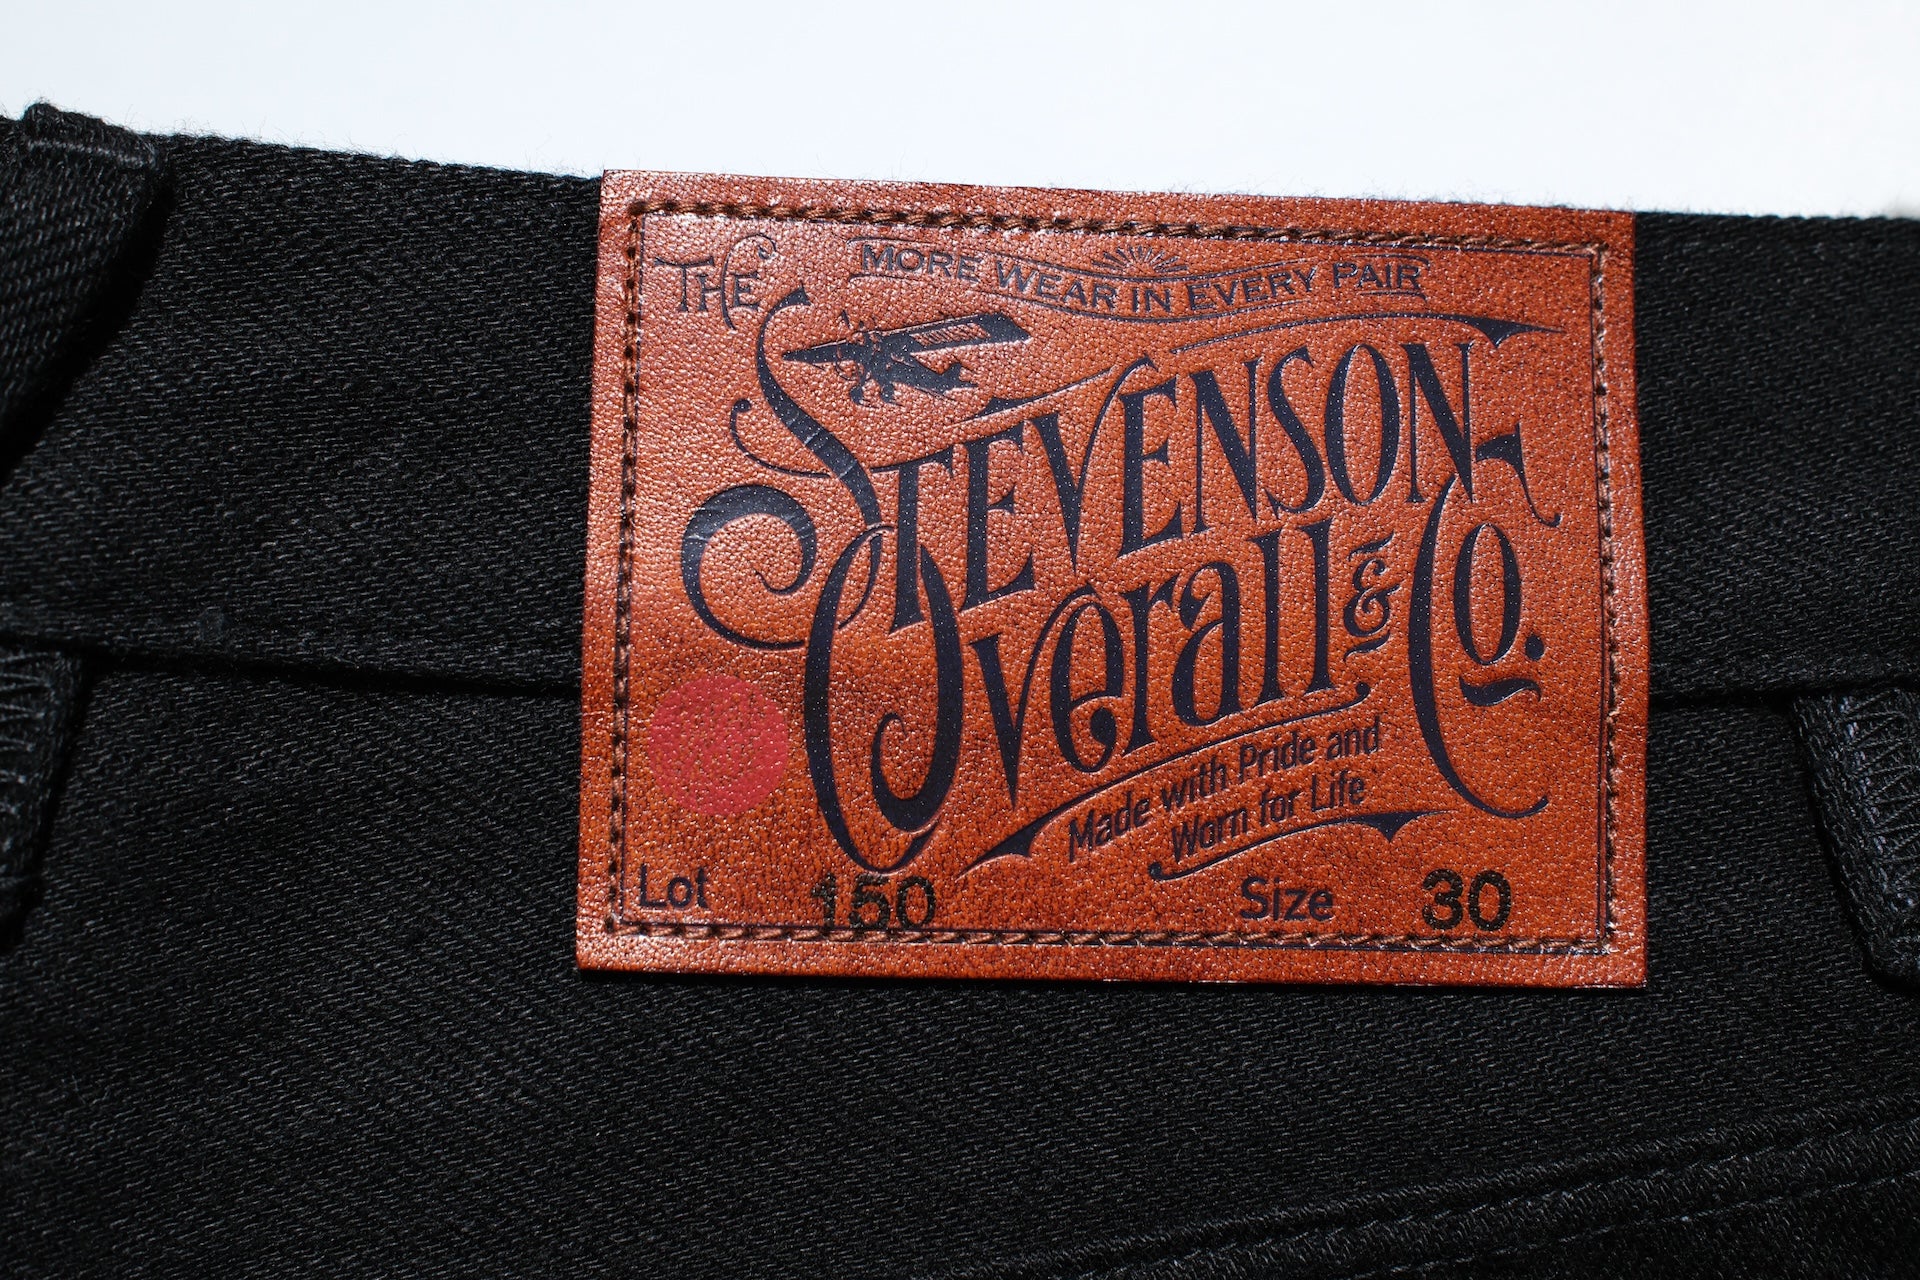 THE
MORE WEAR IN EVERY PAIR
STEVENSON
Overall & Co.
Made with Pride and
Worn for Life
Lot 150 Size 30